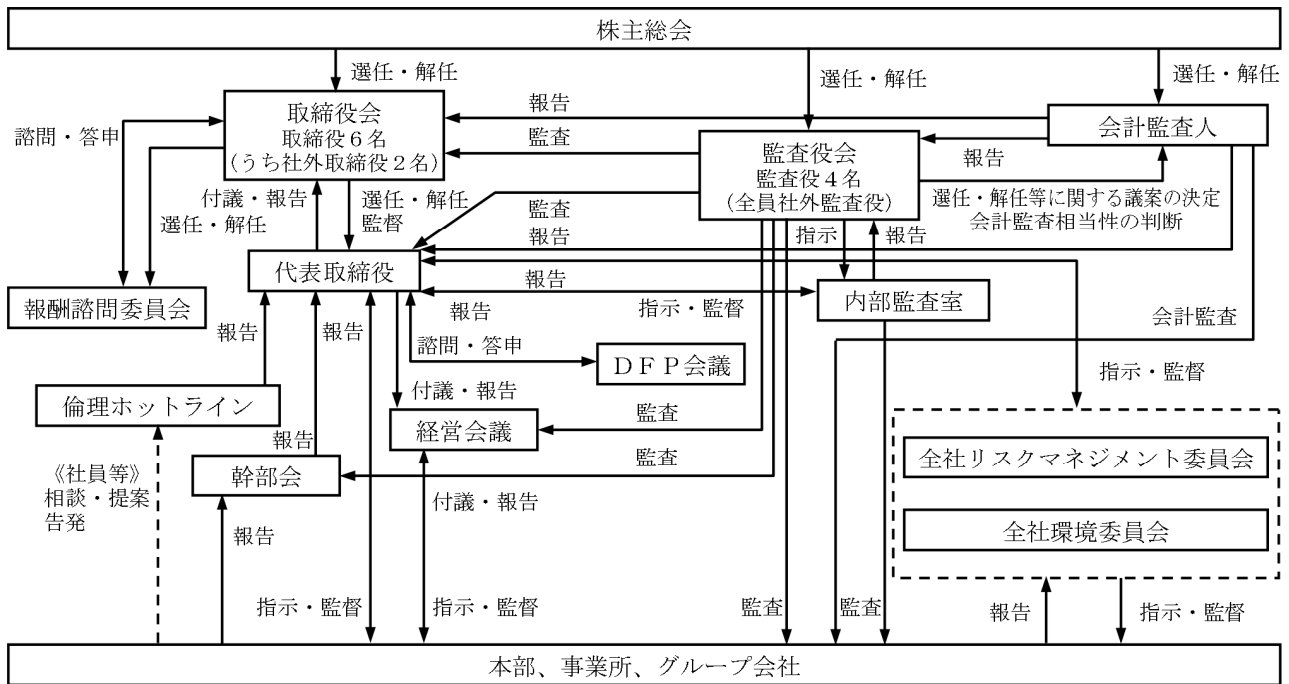 株主総会
選任・解任
選任・解任
選任・解任
取締役会
取締役６名
(うち社外取締役２名)
報告
会計監査人
諮問・答申
監査
監査役会
監査役４名
(全員社外監査役)
報告
付議・報告
選任・解任
選任・解任
監督
監査
報告
指示
報告
選任・解任等に関する議案の決定
会計監査相当性の判断
代表取締役
報告
内部監査室
報酬諮問委員会
報告
報告
報告
指示・監督
会計監査
諮問・答申
ＤＦＰ会議
指示・監督
倫理ホットライン
付議・報告
経営会議
監査
報告
全社リスクマネジメント委員会
《社員等》
相談・提案
告発
幹部会
監査
付議・報告
報告
全社環境委員会
指示・監督
指示・監督
監査
監査
報告
指示・監督
本部、事業所、グループ会社